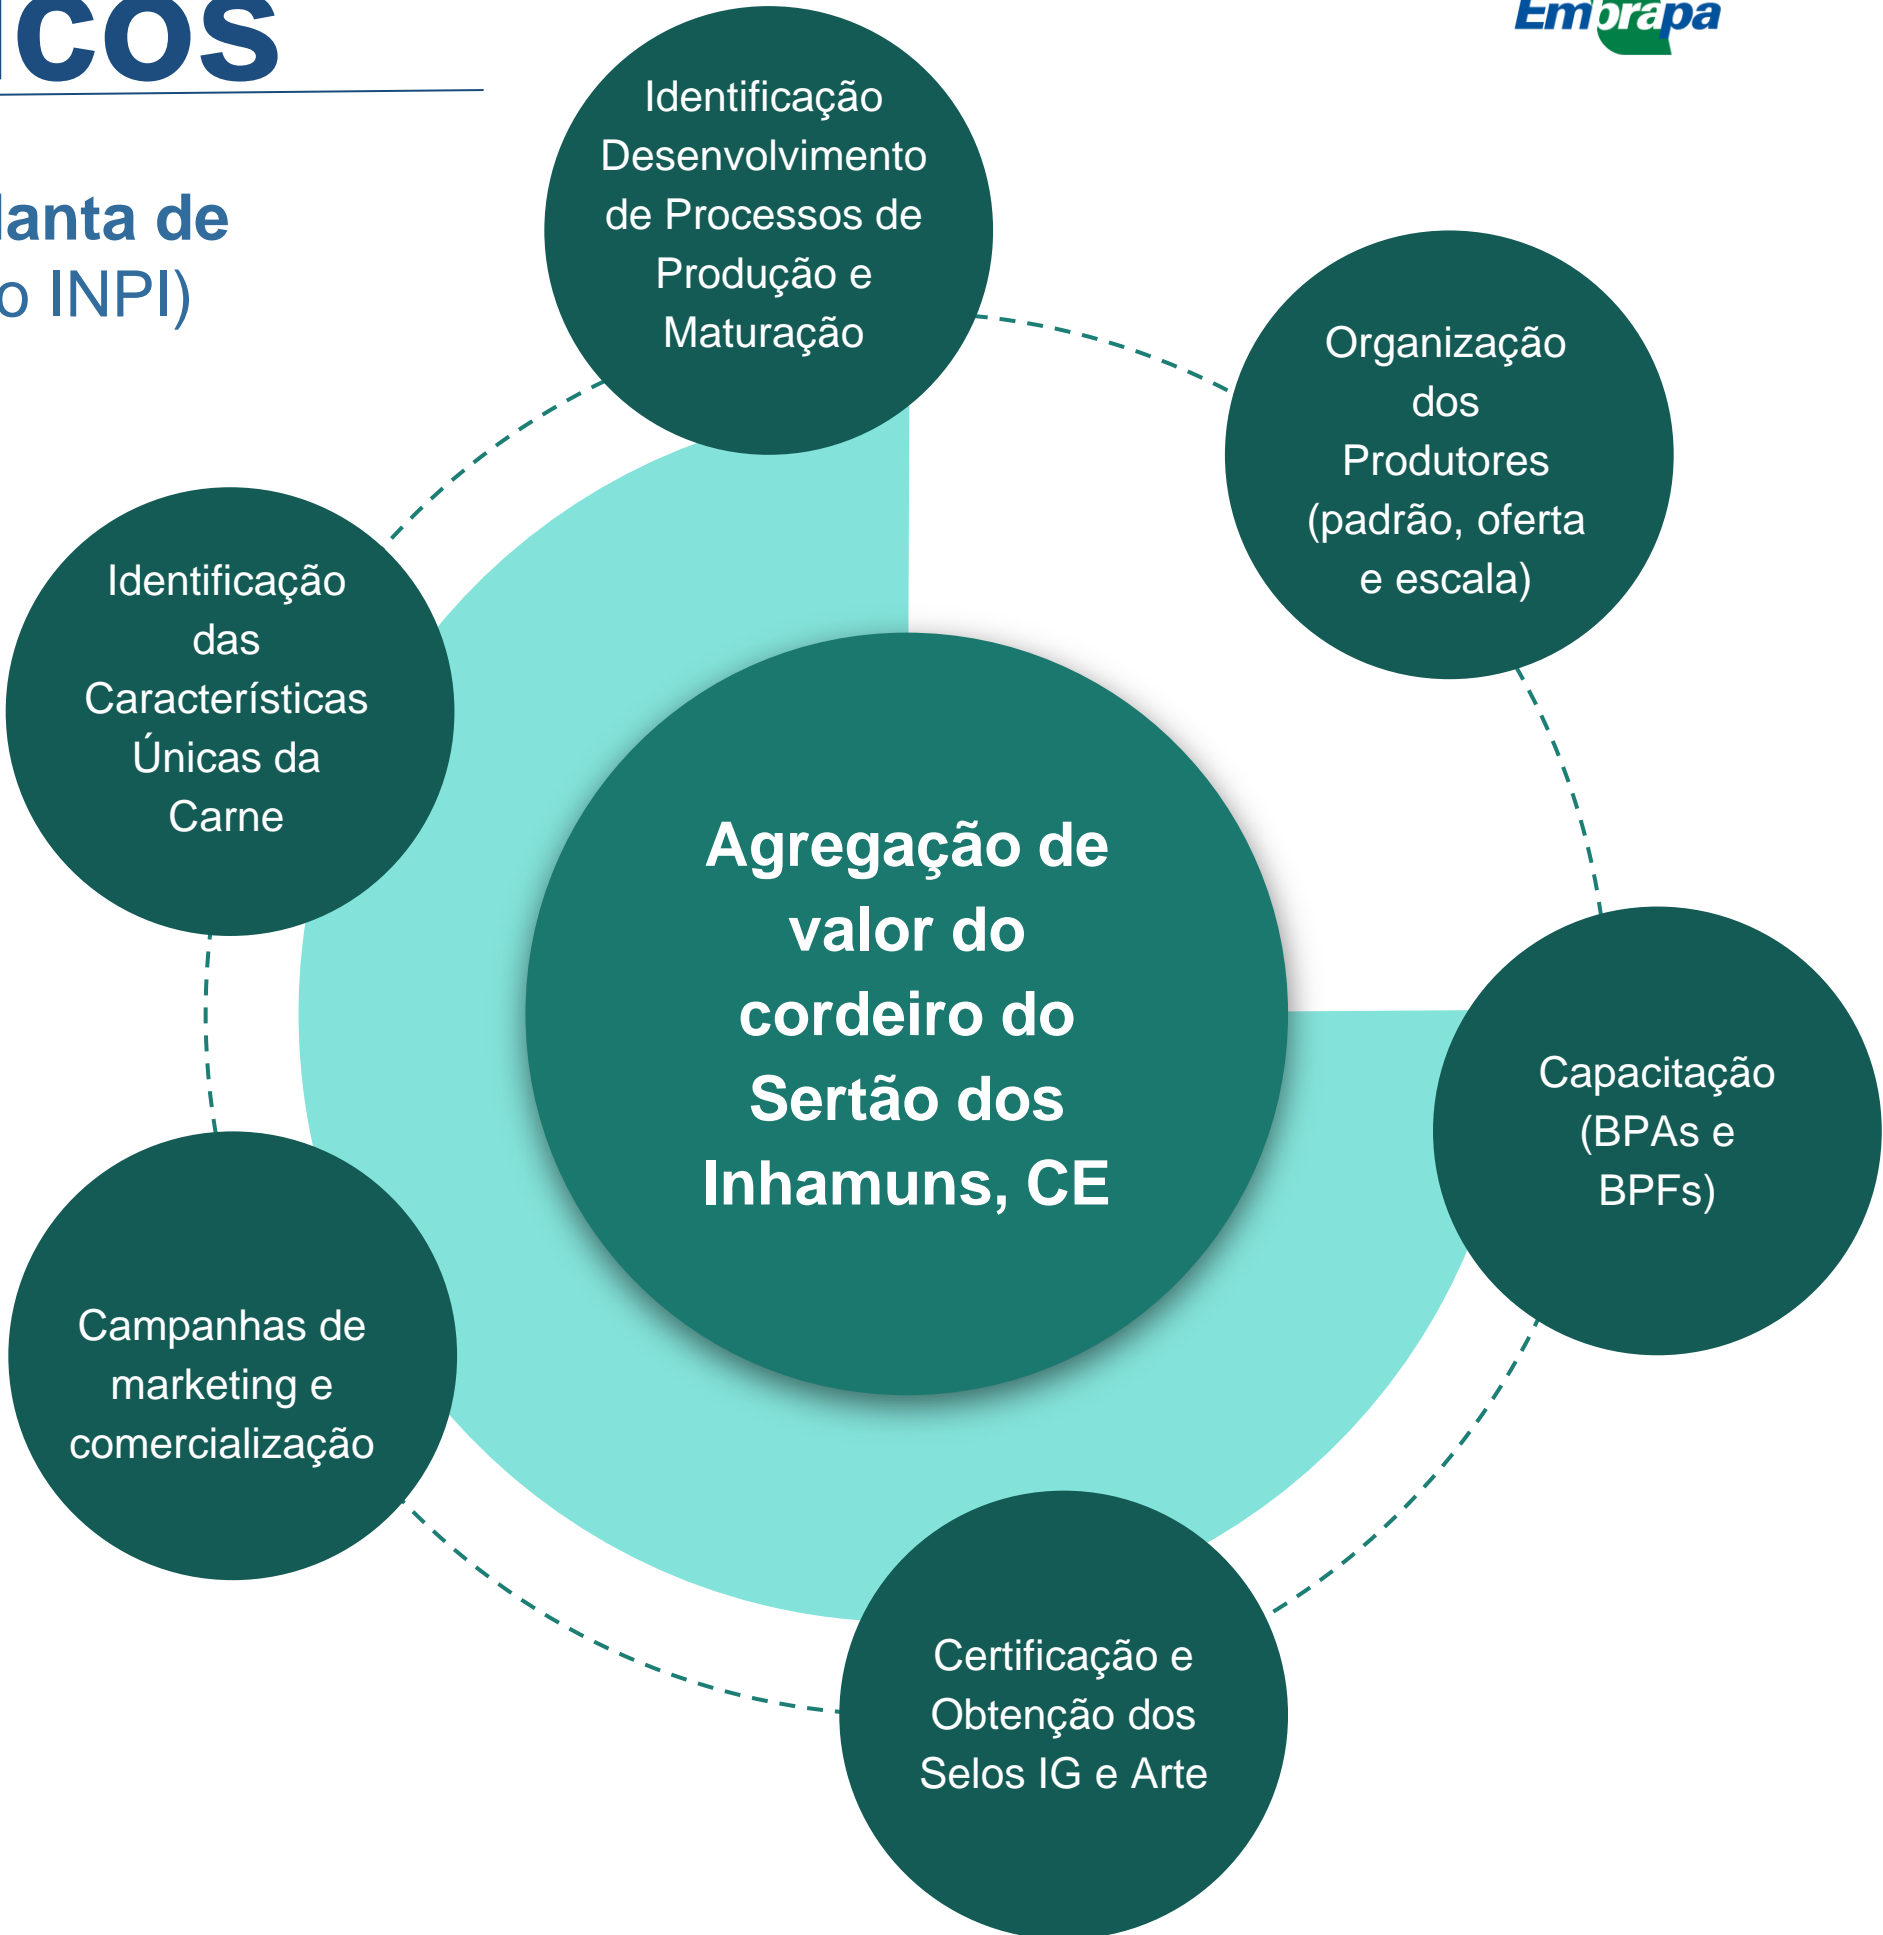 Embrapa
de
INPI)
Identificação
Desenvolvimento
de Processos de
Produção e
Maturação
Organização
dos
Produtores
(padrão, oferta
e escala)
Identificação
das
Características
Únicas da
Carne
Agregação de
valor do
cordeiro do
Sertão dos
Inhamuns, CE
Capacitação
(BPAs e
BPFs)
Campanhas de
marketing e
comercialização
Certificação e
Obtenção dos
Selos IG e Arte